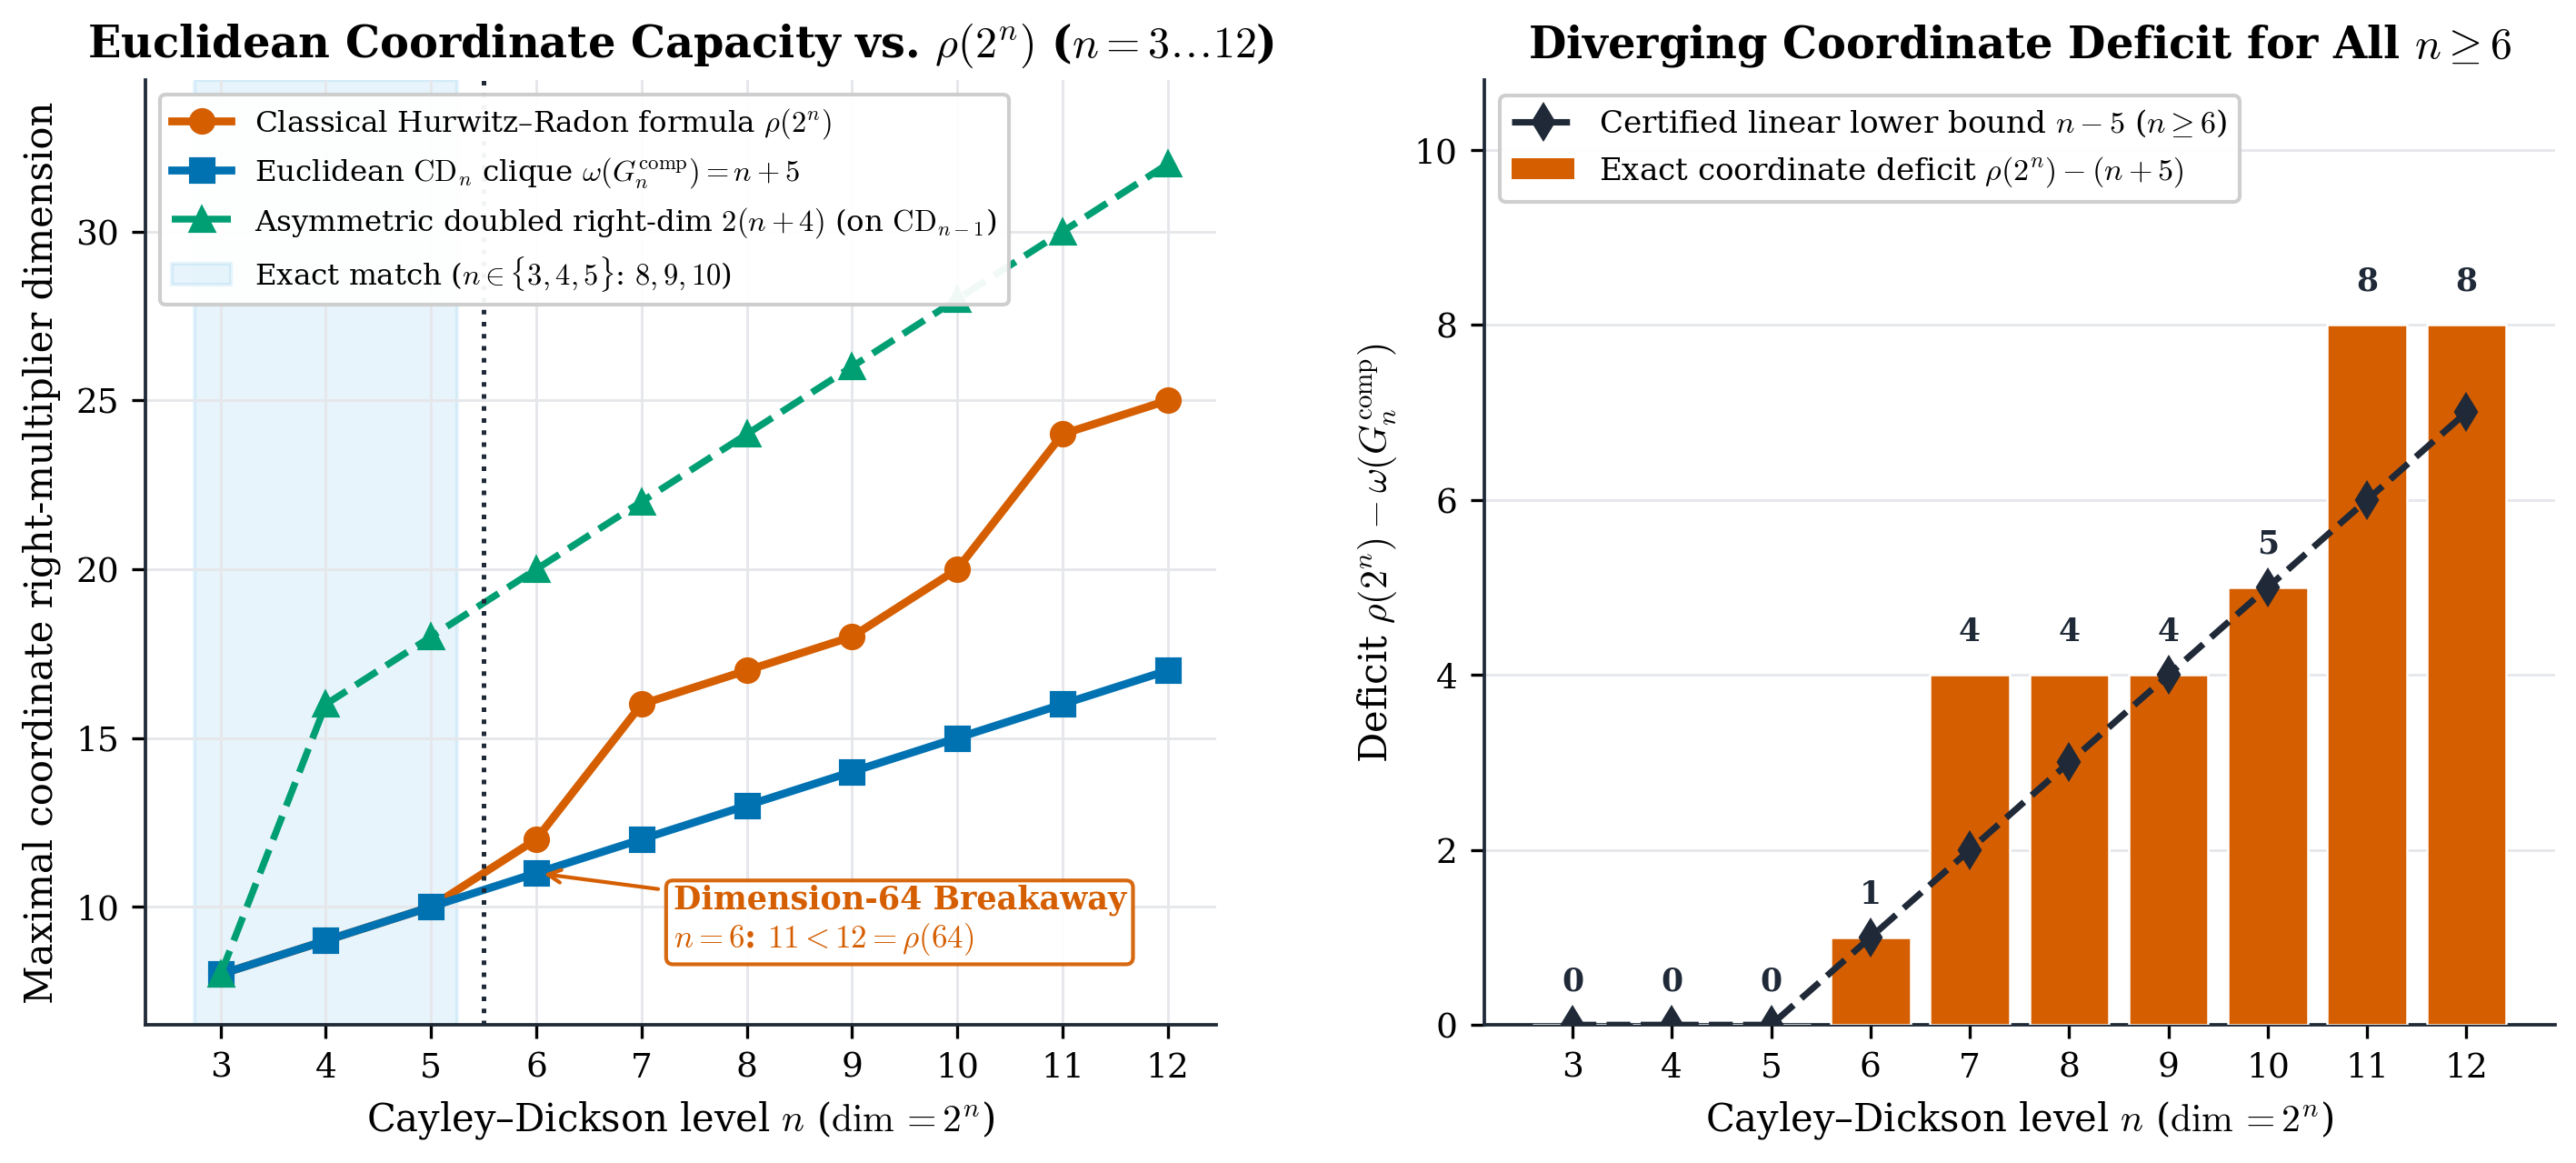 Euclidean Coordinate Capacity vs. ρ(2ⁿ) (n = 3…12)
Maximal coordinate right-multiplier dimension
Classical Hurwitz–Radon formula ρ(2ⁿ)
Euclidean CDₙ clique ω(Gₙᶜᵒᵐᵖ) = n + 5
Asymmetric doubled right-dim 2(n + 4) (on CDₙ₋₁)
Exact match (n ∈ {3, 4, 5}: 8, 9, 10)
30
25
20
15
10
Dimension-64 Breakaway
n = 6: 11 < 12 = ρ(64)
3 4 5 6 7 8 9 10 11 12
Cayley–Dickson level n (dim = 2ⁿ)
Diverging Coordinate Deficit for All n ≥ 6
Deficit ρ(2ⁿ) − ω(Gₙᶜᵒᵐᵖ)
Certified linear lower bound n − 5 (n ≥ 6)
Exact coordinate deficit ρ(2ⁿ) − (n + 5)
10
8
6
4
2
0
0 0 0 1 4 4 4 5 8 8
3 4 5 6 7 8 9 10 11 12
Cayley–Dickson level n (dim = 2ⁿ)